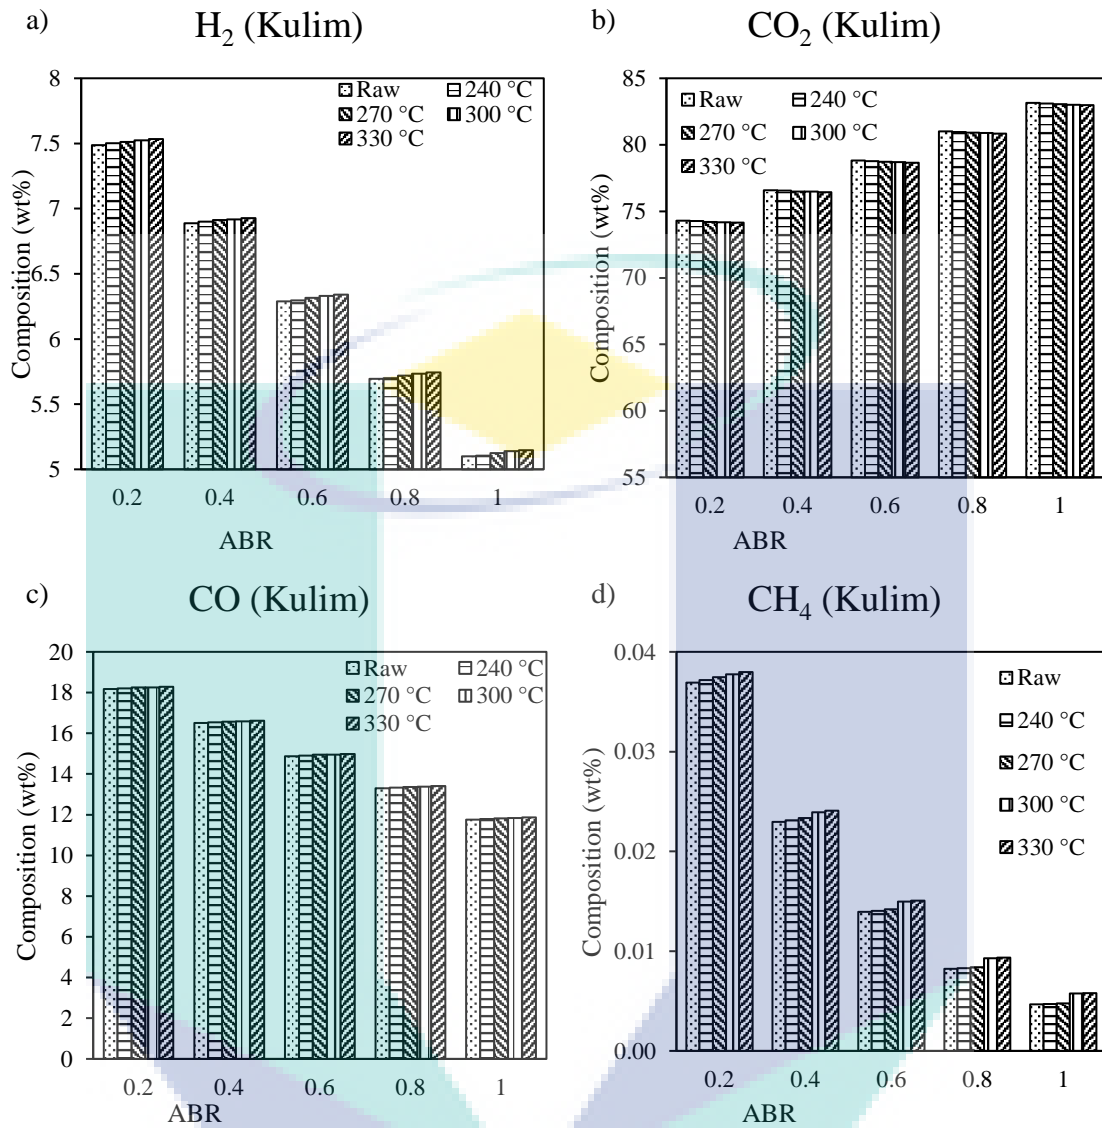 a) H₂ (Kulim)
8
7.5
7
6.5
6
5.5
5
Composition (wt%)
Raw 240 °C
270 °C 300 °C
330 °C
0.2 0.4 0.6 0.8 1
ABR
b) CO₂ (Kulim)
85
80
75
70
65
60
55
Composition (wt%)
Raw 240 °C
270 °C 300 °C
330 °C
0.2 0.4 0.6 0.8 1
ABR
c) CO (Kulim)
20
18
16
14
12
10
8
6
4
2
0
Composition (wt%)
Raw 240 °C
270 °C 300 °C
330 °C
0.2 0.4 0.6 0.8 1
ABR
d) CH₄ (Kulim)
0.04
0.03
0.02
0.01
0.00
Composition (wt%)
Raw
240 °C
270 °C
300 °C
330 °C
0.2 0.4 0.6 0.8 1
ABR